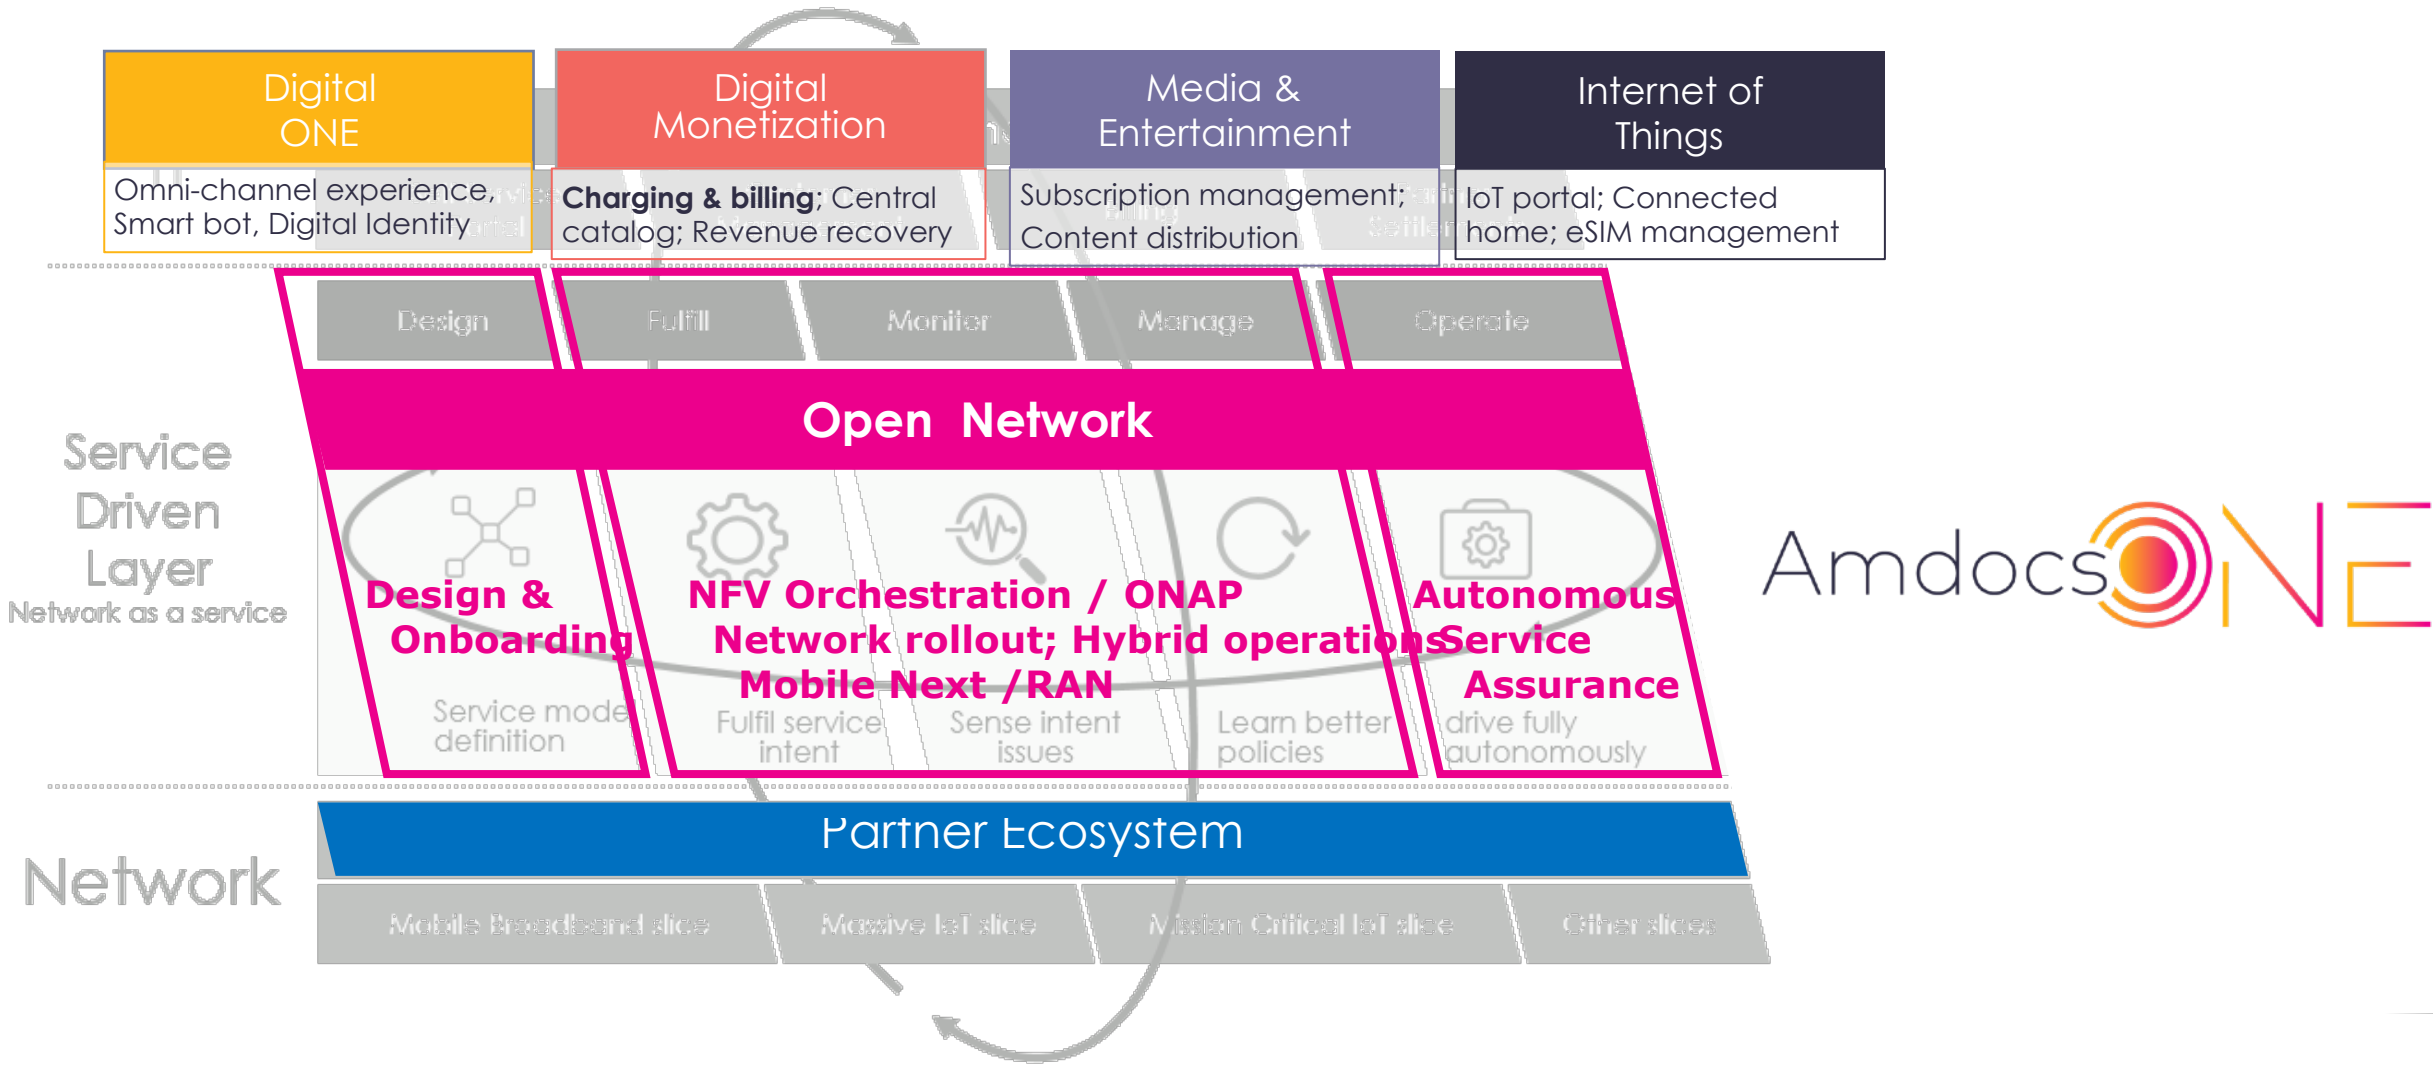 Digital
ONE
Omni-channel experience,
Smart bot, Digital Identity
Digital
Monetization
Charging & billing; Central
catalog; Revenue recovery
Media &
Entertainment
Subscription management;
Content distribution
Internet of
Things
IoT portal; Connected
home; eSIM management
Design
Fulfill
Monitor
Manage
Operate
Open Network
Service
Driven
Layer
Network as a service
Design &
Onboarding
NFV Orchestration / ONAP
Network rollout; Hybrid operations
Mobile Next /RAN
Autonomous
Service
Assurance
Service mode
definition
Fulfil service
intent
Sense intent
issues
Learn better
policies
drive fully
autonomously
AmdocsONE
Partner Ecosystem
Network
Mobile Broadband slice
Massive IoT slice
Mission Critical IoT slice
Other slices